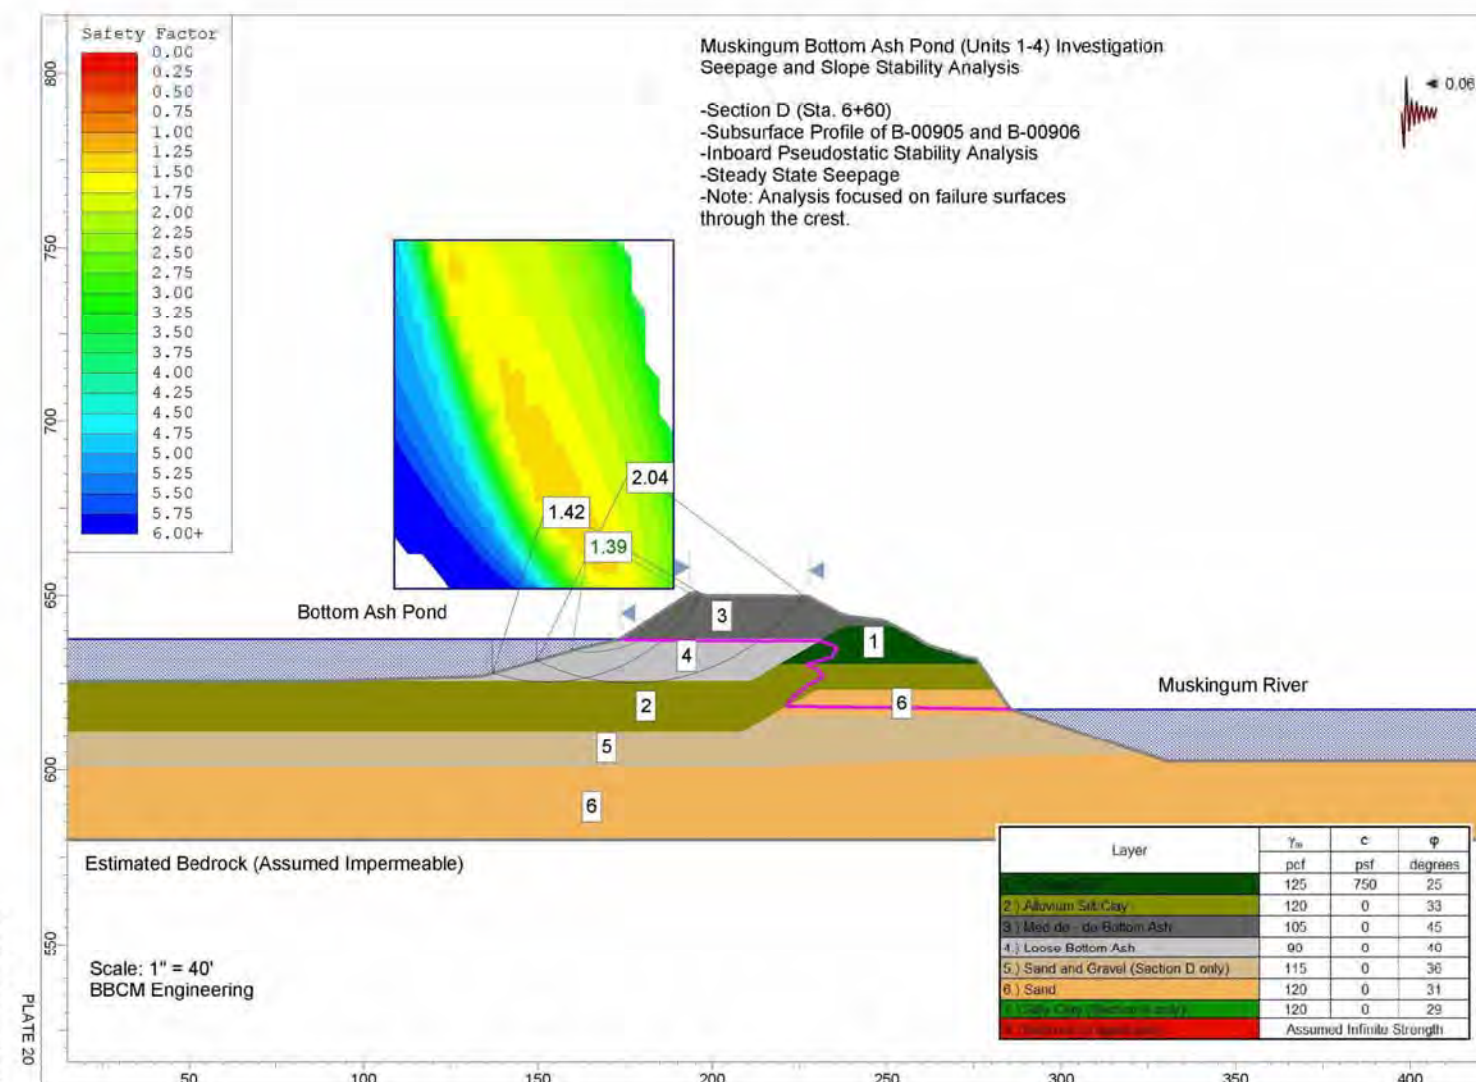 Safety Factor
0.00
0.25
0.50
0.75
1.00
1.25
1.50
1.75
2.00
2.25
2.50
2.75
3.00
3.25
3.50
3.75
4.00
4.25
4.50
4.75
5.00
5.25
5.50
5.75
6.00+
Muskingum Bottom Ash Pond (Units 1-4) Investigation
Seepage and Slope Stability Analysis
-Section D (Sta. 6+60)
-Subsurface Profile of B-00905 and B-00906
-Inboard Pseudostatic Stability Analysis
-Steady State Seepage
-Note: Analysis focused on failure surfaces
through the crest.
0.06
800
750
700
650
600
550
2.04
1.42
1.39
Bottom Ash Pond
3
4
1
2
6
5
6
Muskingum River
Estimated Bedrock (Assumed Impermeable)
Scale: 1" = 40'
BBCM Engineering
PLATE 20
Layer γ c φ
pcf psf degrees
125 750 25
2.) Alluvium Silt/Clay 120 0 33
3.) Med de - de Bottom Ash 105 0 45
4.) Loose Bottom Ash 90 0 40
5.) Sand and Gravel (Section D only) 115 0 36
6.) Sand 120 0 31
120 0 29
Assumed Infinite Strength
50 100 150 200 250 300 350 400